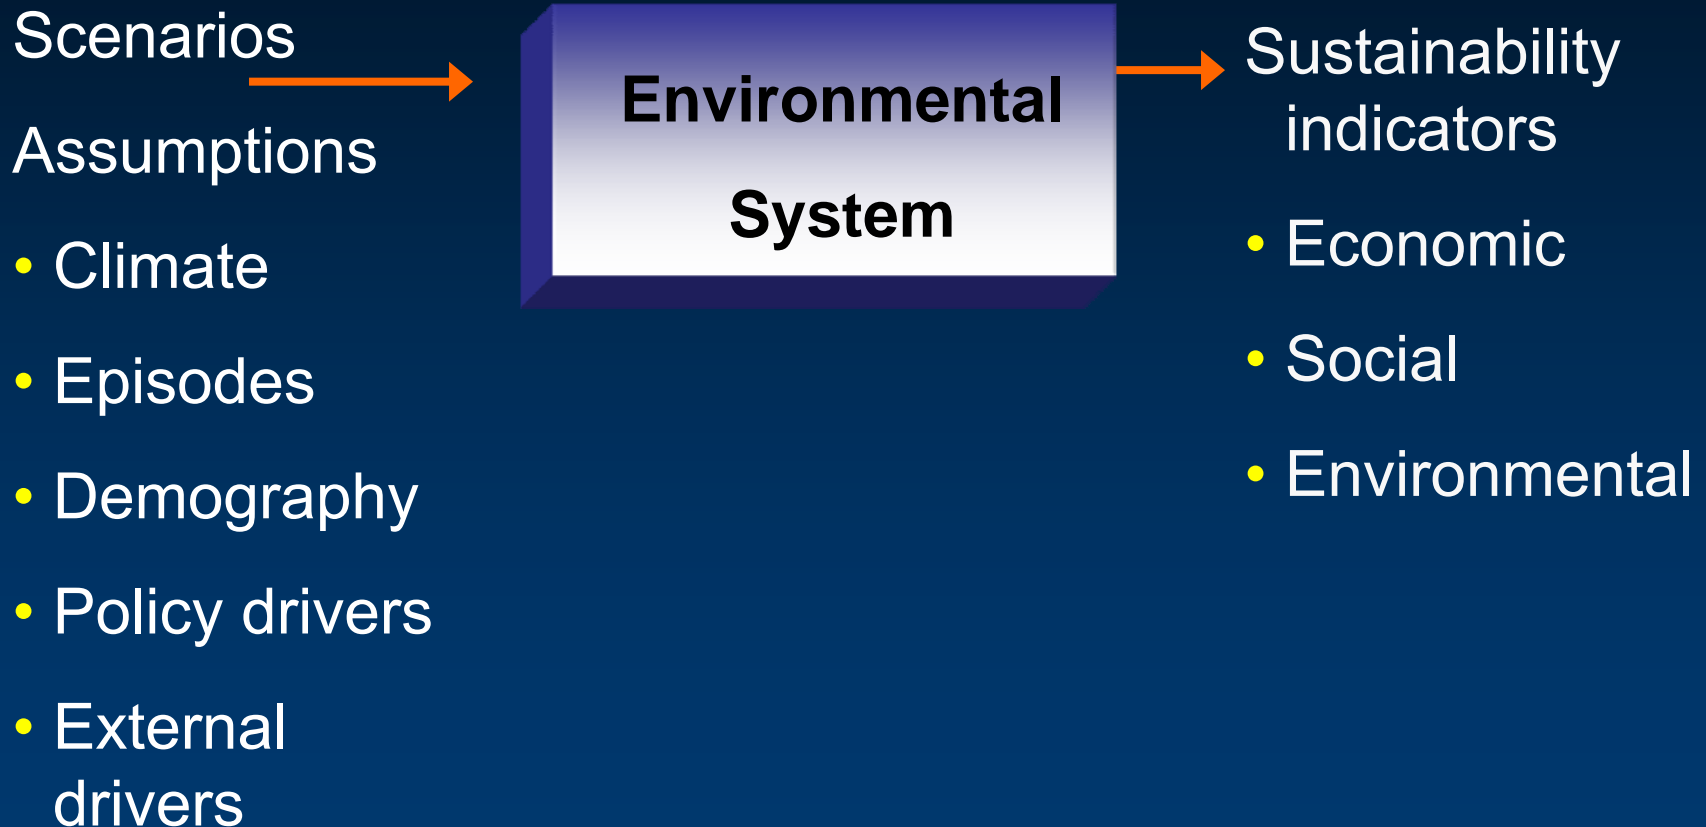 Scenarios
Assumptions
• Climate
• Episodes
• Demography
• Policy drivers
• External
drivers
Environmental
System
Sustainability
indicators
• Economic
• Social
• Environmental